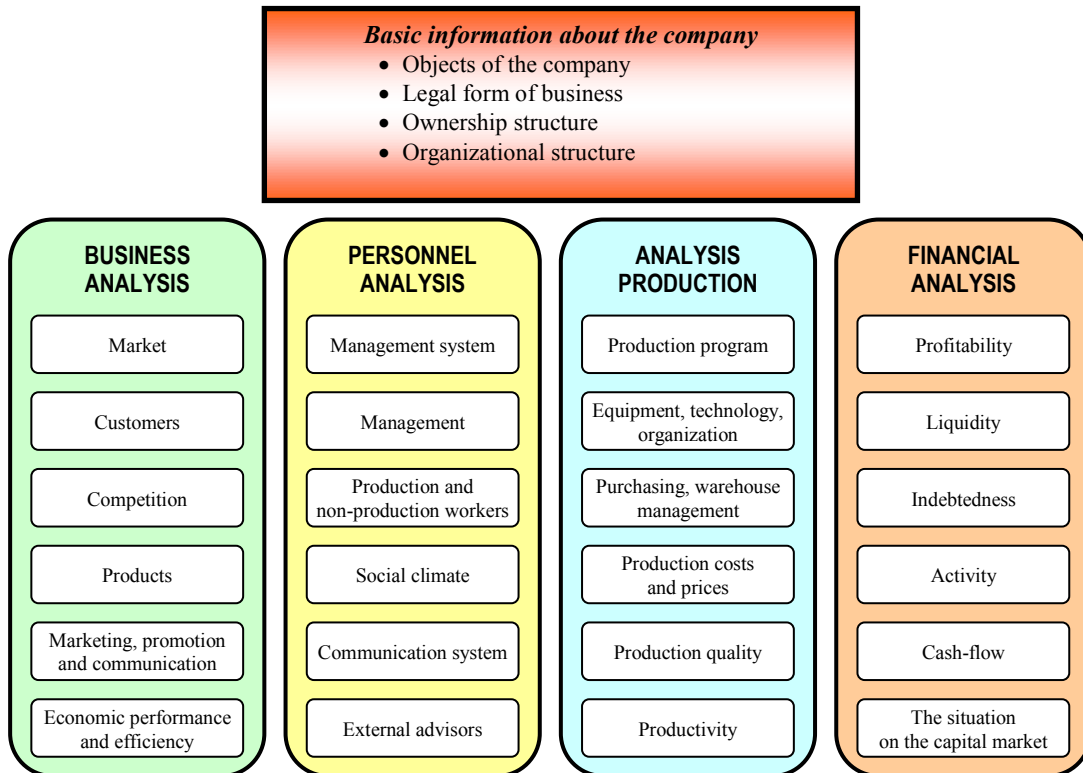 Basic information about the company
• Objects of the company
• Legal form of business
• Ownership structure
• Organizational structure
BUSINESS
ANALYSIS
Market
Customers
Competition
Products
Marketing, promotion
and communication
Economic performance
and efficiency
PERSONNEL
ANALYSIS
Management system
Management
Production and
non-production workers
Social climate
Communication system
External advisors
ANALYSIS
PRODUCTION
Production program
Equipment, technology,
organization
Purchasing, warehouse
management
Production costs
and prices
Production quality
Productivity
FINANCIAL
ANALYSIS
Profitability
Liquidity
Indebtedness
Activity
Cash-flow
The situation
on the capital market